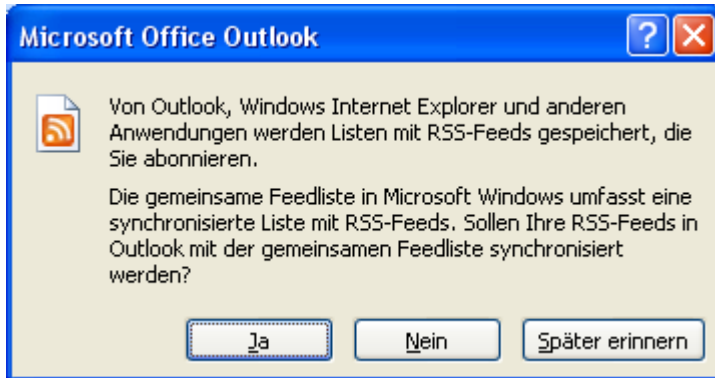 Microsoft Office Outlook
Von Outlook, Windows Internet Explorer und anderen
Anwendungen werden Listen mit RSS-Feeds gespeichert, die
Sie abonnieren.
Die gemeinsame Feedliste in Microsoft Windows umfasst eine
synchronisierte Liste mit RSS-Feeds. Sollen Ihre RSS-Feeds in
Outlook mit der gemeinsamen Feedliste synchronisiert
werden?
Ja Nein Später erinnern